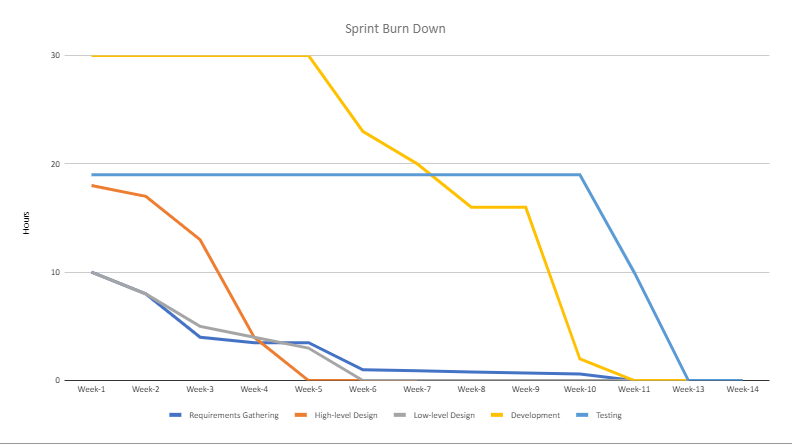 Sprint Burn Down
30
20
10
0
Hours
Week-1 Week-2 Week-3 Week-4 Week-5 Week-6 Week-7 Week-8 Week-9 Week-10 Week-11 Week-13 Week-14
Requirements Gathering High-level Design Low-level Design Development Testing